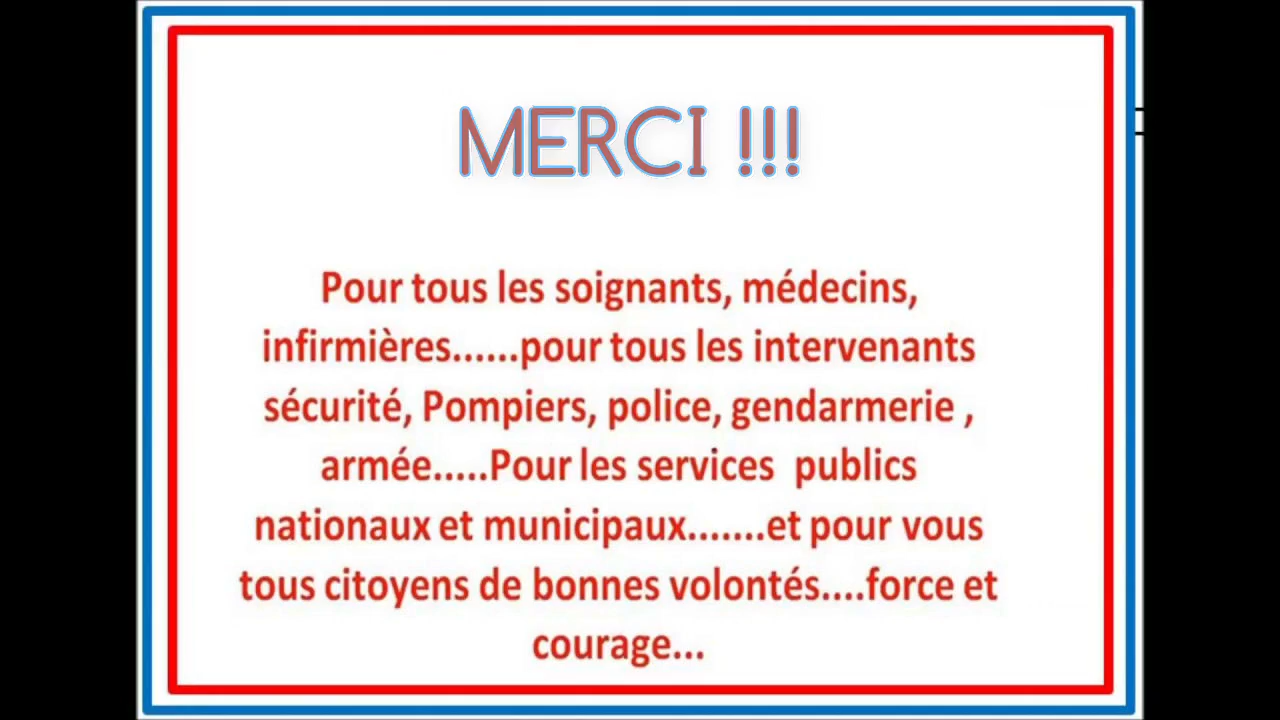 MERCI !!!
Pour tous les soignants, médecins,
infirmières......pour tous les intervenants
sécurité, Pompiers, police, gendarmerie ,
armée.....Pour les services  publics
nationaux et municipaux.......et pour vous
tous citoyens de bonnes volontés....force et
courage...